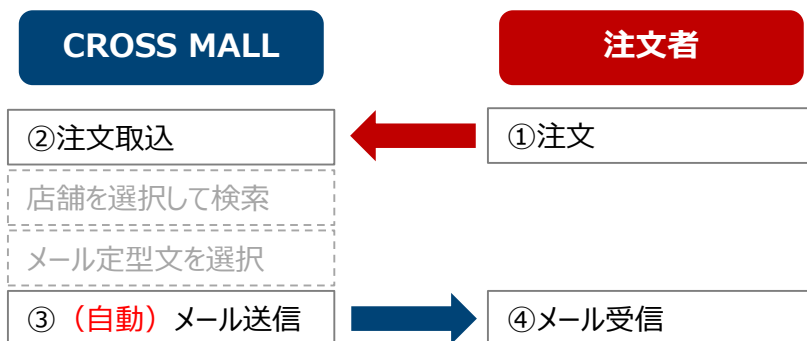 CROSS MALL
注文者
②注文取込
①注文
店舗を選択して検索
メール定型文を選択
③（自動）メール送信
④メール受信